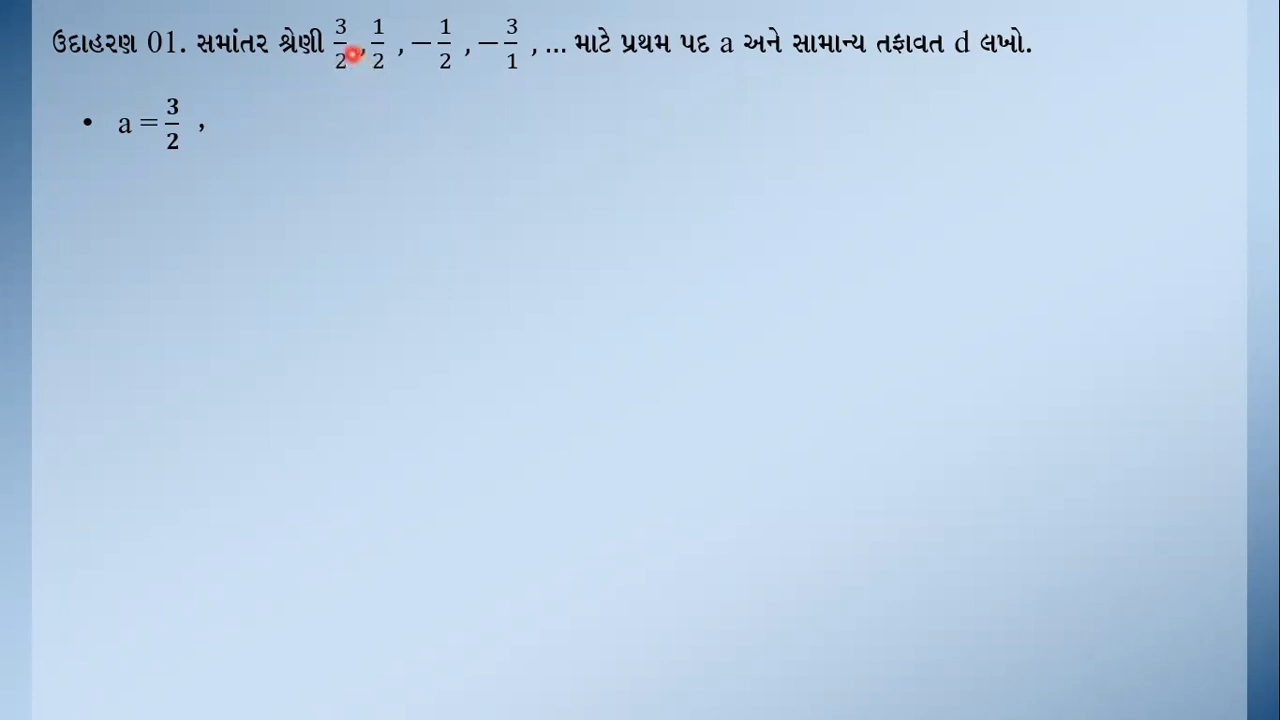 ઉદાહરણ 01. સમાંતર શ્રેણી 3/2 , 1/2 , −1/2 , −3/1 , ... માટે પ્રથમ પદ a અને સામાન્ય તફાવત d લખો.
• a = 3/2 ,